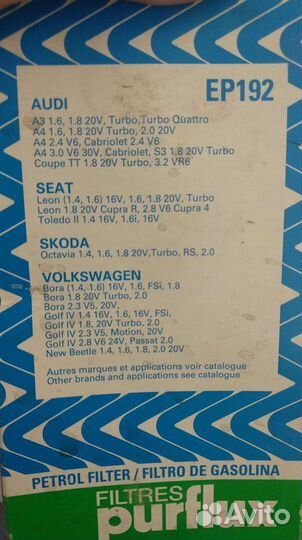 EP192
AUDI
A3 1.6, 1.8 20V, Turbo,Turbo Quattro
A4 1.6, 1.8 20V Turbo, 2.0 20V
A4 2.4 V6, Cabriolet 2.4 V6
A4 3.0 V6 30V, Cabriolet, S3 1.8 20V Turbo
Coupe TT 1.8 20V Turbo, 3.2 VR6
SEAT
Leon (1.4, 1.6) 16V, 1.6, 1.8 20V, Turbo
Leon 1.8 20V Cupra R, 2.8 V6 Cupra 4
Toledo II 1.4 16V, 1.6i, 16V
SKODA
Octavia 1.4, 1.6, 1.8 20V,Turbo, RS, 2.0
VOLKSWAGEN
Bora (1.4, 1.6) 16V, 1.6, FSi, 1.8
Bora 1.8 20V Turbo, 2.0
Bora 2.3 V5, 20V,
Golf IV 1.4 16V, 1.6, 16V, FSi,
Golf IV 1.8, 20V Turbo, 2.0
Golf IV 2.3 V5, Motion, 20V
Golf IV 2.8 V6 24V, Passat 2.0
New Beetle 1.4, 1.6, 1.8, 2.0 20V
Autres marques et applications voir catalogue
Other brands and applications see catalogue
PETROL FILTER / FILTRO DE GASOLINA
FILTRES
purflux
Avito